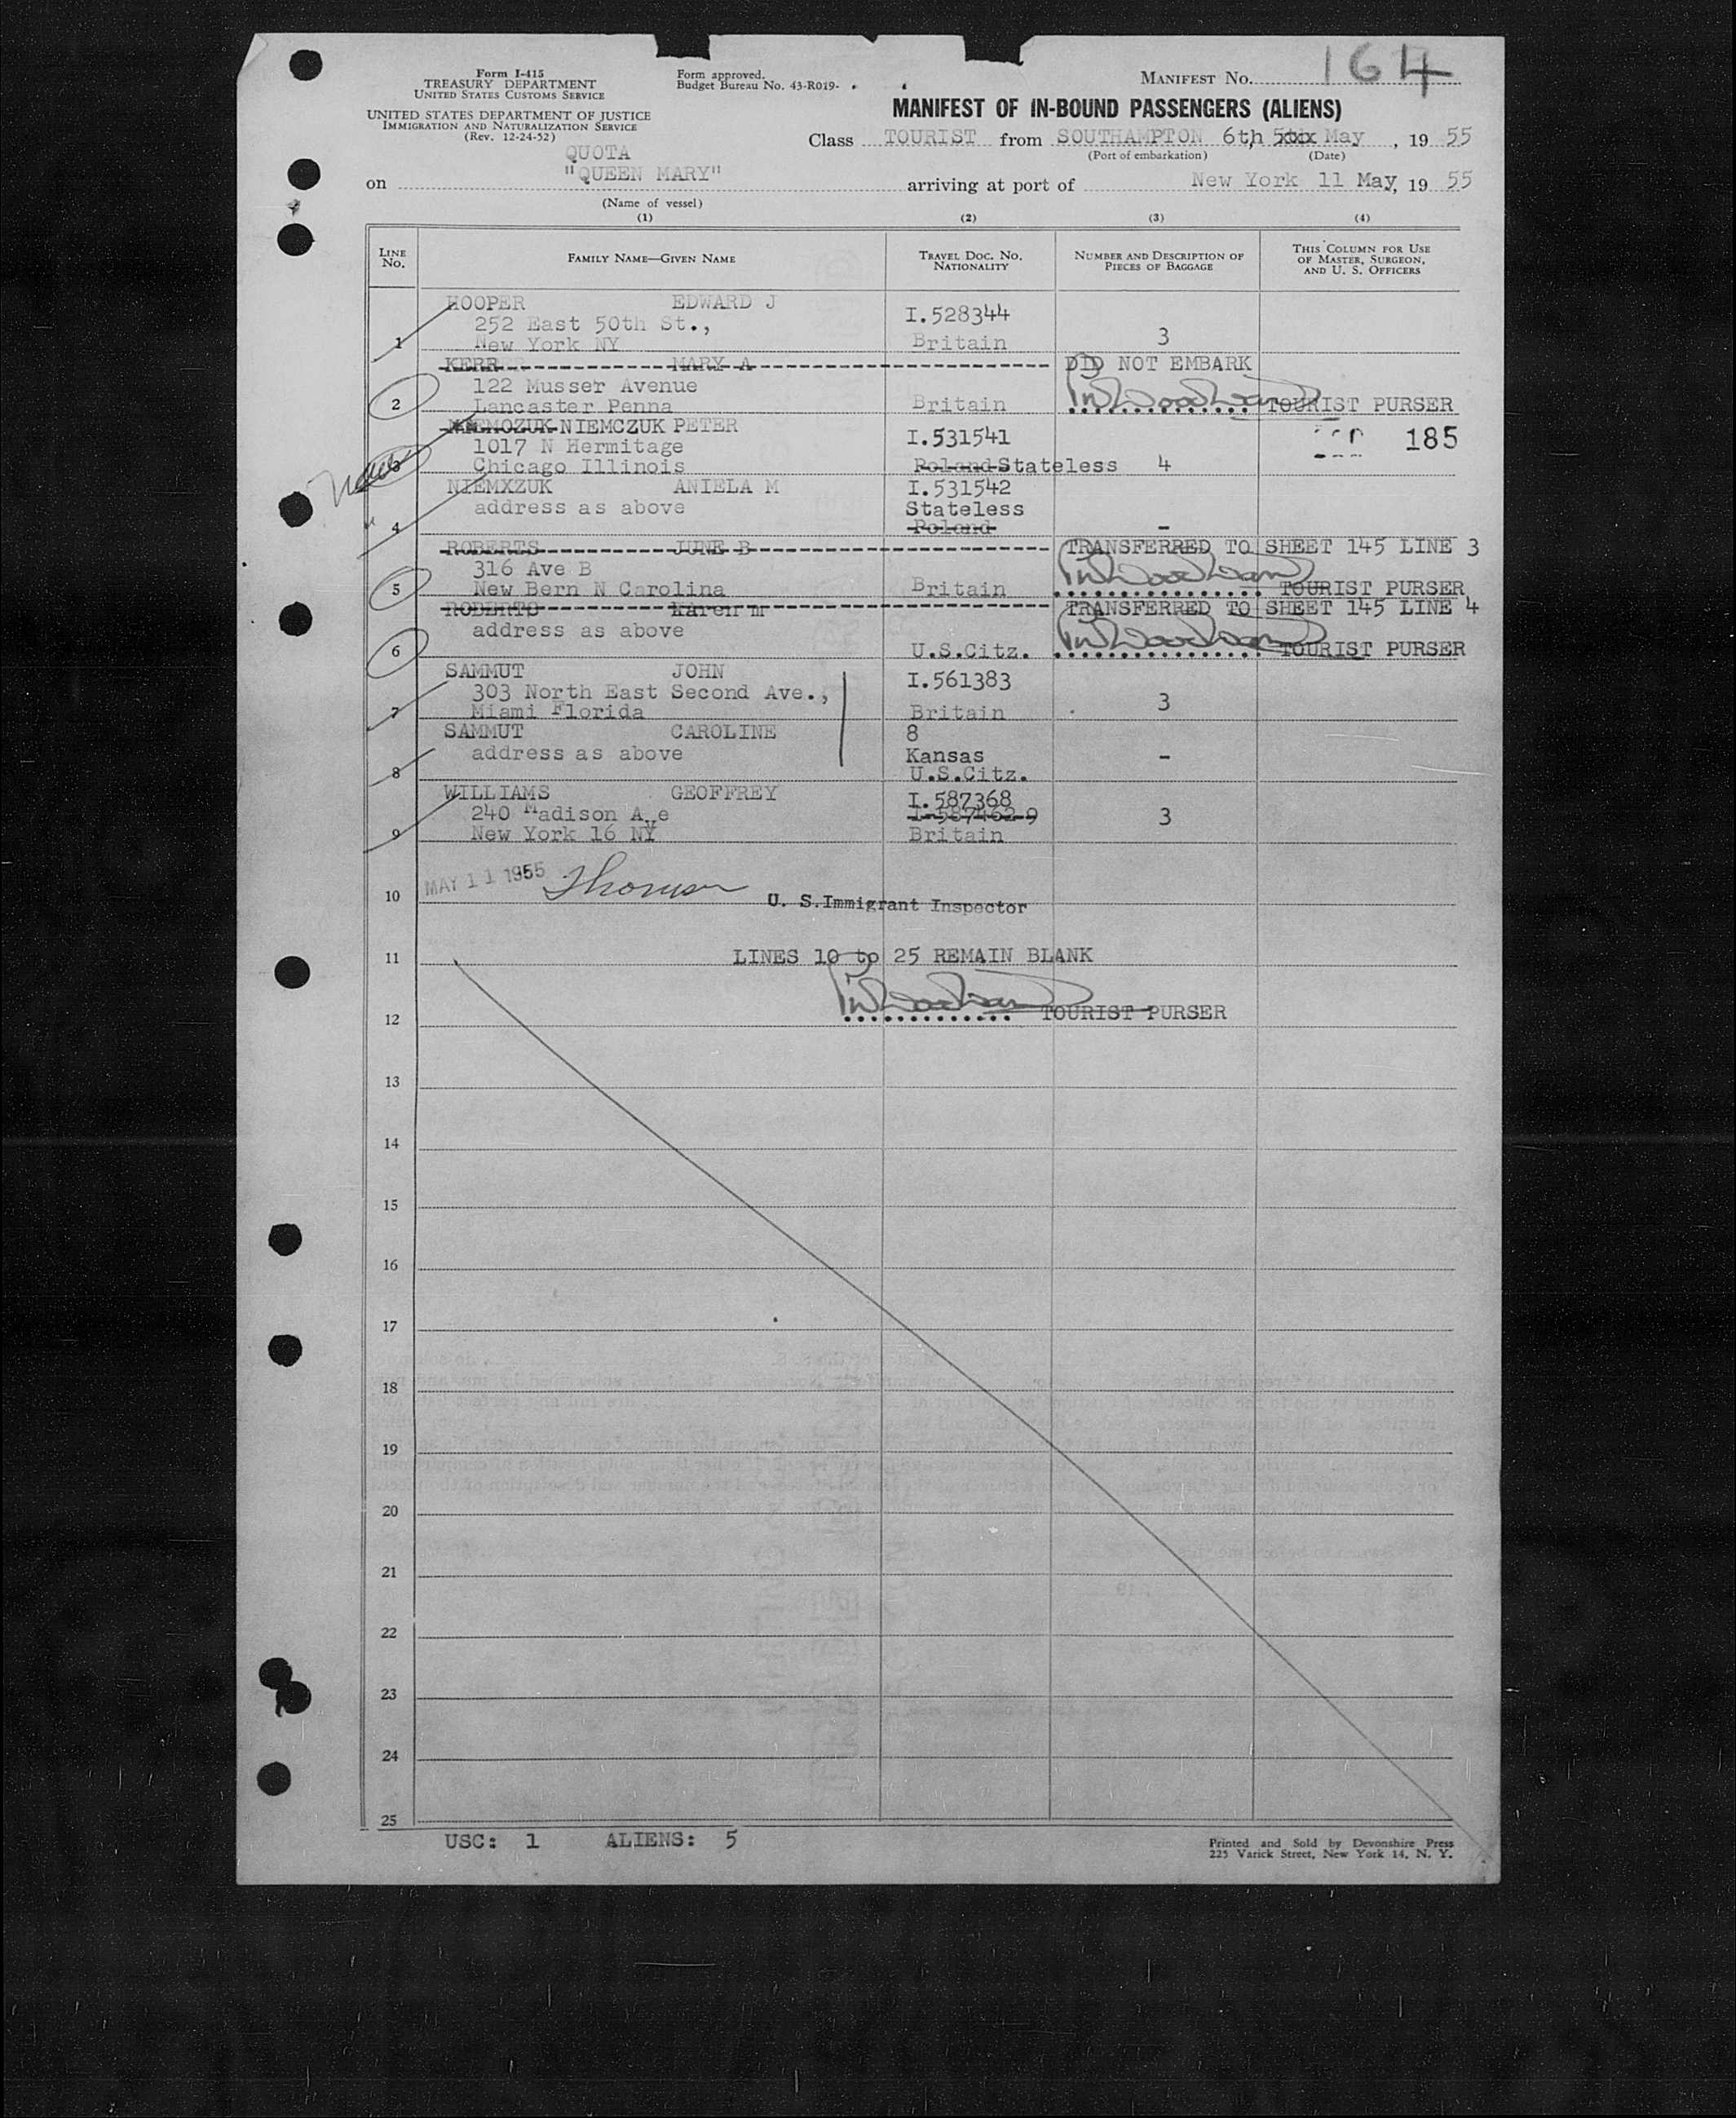 Form I-415
TREASURY DEPARTMENT
UNITED STATES CUSTOMS SERVICE
UNITED STATES DEPARTMENT OF JUSTICE
IMMIGRATION AND NATURALIZATION SERVICE
(Rev. 12-24-52)
Form approved.
Budget Bureau No. 43-R019-
MANIFEST No. 164
MANIFEST OF IN-BOUND PASSENGERS (ALIENS)
Class TOURIST from SOUTHAMPTON 6th, 5th May, 19 55
(Port of embarkation) (Date)
QUOTA
on "QUEEN MARY" arriving at port of New York 11 May, 19 55
(Name of vessel)
(1) (2) (3) (4)
LINE No. FAMILY NAME—GIVEN NAME TRAVEL DOC. No. NATIONALITY NUMBER AND DESCRIPTION OF PIECES OF BAGGAGE THIS COLUMN FOR USE OF MASTER, SURGEON, AND U. S. OFFICERS
HOOPER EDWARD J I.528344
252 East 50th St.,
1 New York NY Britain 3
KERR MARY A DID NOT EMBARK
122 Musser Avenue
2 Lancaster Penna Britain TOURIST PURSER
NIEMOZUK NIEMCZUK PETER I.531541 185
1017 N Hermitage
3 Chicago Illinois Poland Stateless 4
NIEMXZUK ANIELA M I.531542
address as above Stateless
4 Poland -
ROBERTS JUNE B TRANSFERRED TO SHEET 145 LINE 3
316 Ave B
5 New Bern N Carolina Britain TOURIST PURSER
ROBERTS Karen m TRANSFERRED TO SHEET 145 LINE 4
address as above
6 U.S.Citz. TOURIST PURSER
SAMMUT JOHN I.561383
303 North East Second Ave.,
7 Miami Florida Britain 3
SAMMUT CAROLINE 8
address as above Kansas -
8 U.S.Citz.
WILLIAMS GEOFFREY I.587368
240 Madison Ave I-587462-9 3
9 New York 16 NY Britain
MAY 11 1955
10 U. S. Immigrant Inspector
11 LINES 10 to 25 REMAIN BLANK
12 TOURIST PURSER
13
14
15
16
17
18
19
20
21
22
23
24
25
USC: 1 ALIENS: 5
Printed and Sold by Devonshire Press
225 Varick Street, New York 14, N. Y.